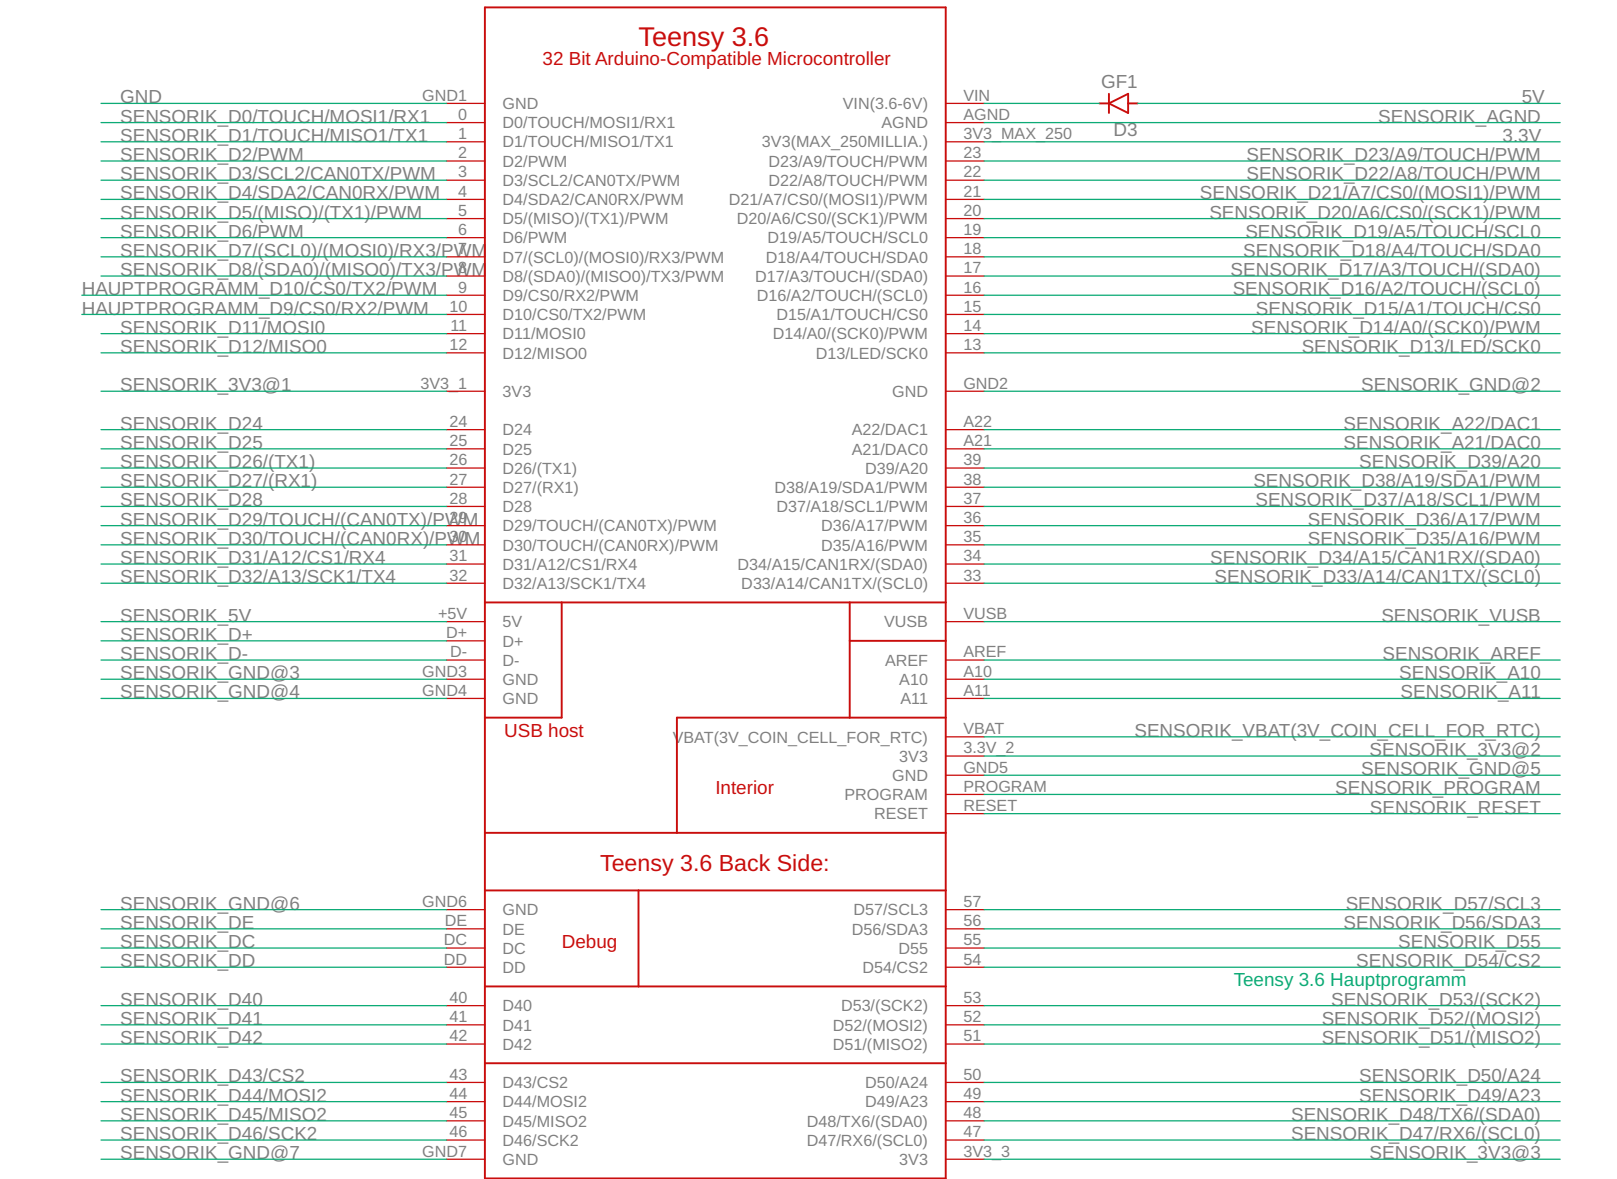 Teensy 3.6
32 Bit Arduino-Compatible Microcontroller
GF1
D3
GND GND1 GND VIN(3.6-6V) VIN 5V
SENSORIK_D0/TOUCH/MOSI1/RX1 0 D0/TOUCH/MOSI1/RX1 AGND AGND SENSORIK_AGND
SENSORIK_D1/TOUCH/MISO1/TX1 1 D1/TOUCH/MISO1/TX1 3V3(MAX_250MILLIA.) 3V3_MAX_250 3.3V
SENSORIK_D2/PWM 2 D2/PWM D23/A9/TOUCH/PWM 23 SENSORIK_D23/A9/TOUCH/PWM
SENSORIK_D3/SCL2/CAN0TX/PWM 3 D3/SCL2/CAN0TX/PWM D22/A8/TOUCH/PWM 22 SENSORIK_D22/A8/TOUCH/PWM
SENSORIK_D4/SDA2/CAN0RX/PWM 4 D4/SDA2/CAN0RX/PWM D21/A7/CS0/(MOSI1)/PWM 21 SENSORIK_D21/A7/CS0/(MOSI1)/PWM
SENSORIK_D5/(MISO)/(TX1)/PWM 5 D5/(MISO)/(TX1)/PWM D20/A6/CS0/(SCK1)/PWM 20 SENSORIK_D20/A6/CS0/(SCK1)/PWM
SENSORIK_D6/PWM 6 D6/PWM D19/A5/TOUCH/SCL0 19 SENSORIK_D19/A5/TOUCH/SCL0
SENSORIK_D7/(SCL0)/(MOSI0)/RX3/PWM 7 D7/(SCL0)/(MOSI0)/RX3/PWM D18/A4/TOUCH/SDA0 18 SENSORIK_D18/A4/TOUCH/SDA0
SENSORIK_D8/(SDA0)/(MISO0)/TX3/PWM 8 D8/(SDA0)/(MISO0)/TX3/PWM D17/A3/TOUCH/(SDA0) 17 SENSORIK_D17/A3/TOUCH/(SDA0)
HAUPTPROGRAMM_D10/CS0/TX2/PWM 9 D9/CS0/RX2/PWM D16/A2/TOUCH/(SCL0) 16 SENSORIK_D16/A2/TOUCH/(SCL0)
HAUPTPROGRAMM_D9/CS0/RX2/PWM 10 D10/CS0/TX2/PWM D15/A1/TOUCH/CS0 15 SENSORIK_D15/A1/TOUCH/CS0
SENSORIK_D11/MOSI0 11 D11/MOSI0 D14/A0/(SCK0)/PWM 14 SENSORIK_D14/A0/(SCK0)/PWM
SENSORIK_D12/MISO0 12 D12/MISO0 D13/LED/SCK0 13 SENSORIK_D13/LED/SCK0
SENSORIK_3V3@1 3V3_1 3V3 GND GND2 SENSORIK_GND@2
SENSORIK_D24 24 D24 A22/DAC1 A22 SENSORIK_A22/DAC1
SENSORIK_D25 25 D25 A21/DAC0 A21 SENSORIK_A21/DAC0
SENSORIK_D26/(TX1) 26 D26/(TX1) D39/A20 39 SENSORIK_D39/A20
SENSORIK_D27/(RX1) 27 D27/(RX1) D38/A19/SDA1/PWM 38 SENSORIK_D38/A19/SDA1/PWM
SENSORIK_D28 28 D28 D37/A18/SCL1/PWM 37 SENSORIK_D37/A18/SCL1/PWM
SENSORIK_D29/TOUCH/(CAN0TX)/PWM 29 D29/TOUCH/(CAN0TX)/PWM D36/A17/PWM 36 SENSORIK_D36/A17/PWM
SENSORIK_D30/TOUCH/(CAN0RX)/PWM 30 D30/TOUCH/(CAN0RX)/PWM D35/A16/PWM 35 SENSORIK_D35/A16/PWM
SENSORIK_D31/A12/CS1/RX4 31 D31/A12/CS1/RX4 D34/A15/CAN1RX/(SDA0) 34 SENSORIK_D34/A15/CAN1RX/(SDA0)
SENSORIK_D32/A13/SCK1/TX4 32 D32/A13/SCK1/TX4 D33/A14/CAN1TX/(SCL0) 33 SENSORIK_D33/A14/CAN1TX/(SCL0)
SENSORIK_5V +5V 5V VUSB VUSB SENSORIK_VUSB
SENSORIK_D+ D+ D+
SENSORIK_D- D- D- AREF AREF SENSORIK_AREF
SENSORIK_GND@3 GND3 GND A10 A10 SENSORIK_A10
SENSORIK_GND@4 GND4 GND A11 A11 SENSORIK_A11
USB host
VBAT(3V_COIN_CELL_FOR_RTC) VBAT SENSORIK_VBAT(3V_COIN_CELL_FOR_RTC)
3V3 3.3V_2 SENSORIK_3V3@2
GND GND5 SENSORIK_GND@5
Interior
PROGRAM PROGRAM SENSORIK_PROGRAM
RESET RESET SENSORIK_RESET
Teensy 3.6 Back Side:
SENSORIK_GND@6 GND6 GND D57/SCL3 57 SENSORIK_D57/SCL3
SENSORIK_DE DE DE D56/SDA3 56 SENSORIK_D56/SDA3
SENSORIK_DC DC DC Debug D55 55 SENSORIK_D55
SENSORIK_DD DD DD D54/CS2 54 SENSORIK_D54/CS2
Teensy 3.6 Hauptprogramm
SENSORIK_D40 40 D40 D53/(SCK2) 53 SENSORIK_D53/(SCK2)
SENSORIK_D41 41 D41 D52/(MOSI2) 52 SENSORIK_D52/(MOSI2)
SENSORIK_D42 42 D42 D51/(MISO2) 51 SENSORIK_D51/(MISO2)
SENSORIK_D43/CS2 43 D43/CS2 D50/A24 50 SENSORIK_D50/A24
SENSORIK_D44/MOSI2 44 D44/MOSI2 D49/A23 49 SENSORIK_D49/A23
SENSORIK_D45/MISO2 45 D45/MISO2 D48/TX6/(SDA0) 48 SENSORIK_D48/TX6/(SDA0)
SENSORIK_D46/SCK2 46 D46/SCK2 D47/RX6/(SCL0) 47 SENSORIK_D47/RX6/(SCL0)
SENSORIK_GND@7 GND7 GND 3V3 3V3_3 SENSORIK_3V3@3